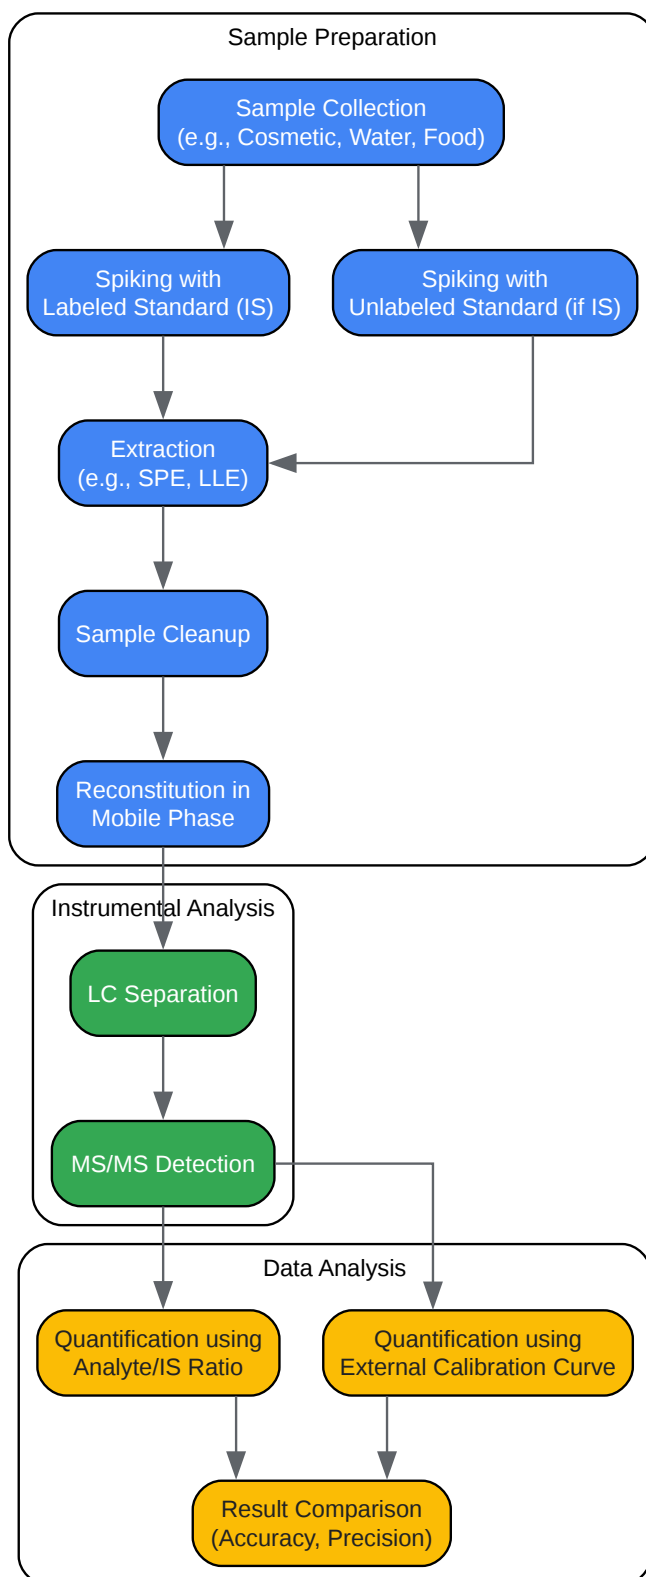 Sample Preparation
Sample Collection
(e.g., Cosmetic, Water, Food)
Spiking with
Labeled Standard (IS)
Spiking with
Unlabeled Standard (if IS)
Extraction
(e.g., SPE, LLE)
Sample Cleanup
Reconstitution in
Mobile Phase
Instrumental Analysis
LC Separation
MS/MS Detection
Data Analysis
Quantification using
Analyte/IS Ratio
Quantification using
External Calibration Curve
Result Comparison
(Accuracy, Precision)